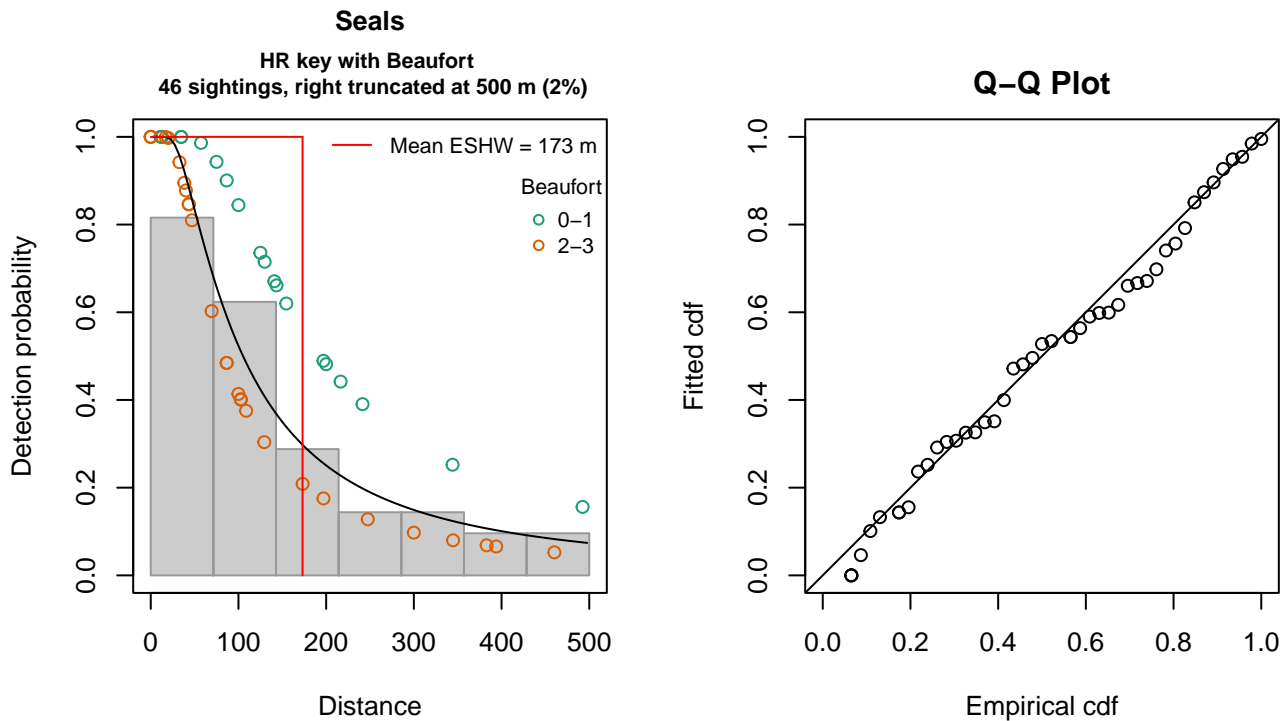 Seals
HR key with Beaufort
46 sightings, right truncated at 500 m (2%)
Mean ESHW = 173 m
Beaufort
0−1
2−3
Detection probability
0.0
0.2
0.4
0.6
0.8
1.0
0
100
200
300
400
500
Distance
Q−Q Plot
Fitted cdf
0.0
0.2
0.4
0.6
0.8
1.0
0.0
0.2
0.4
0.6
0.8
1.0
Empirical cdf